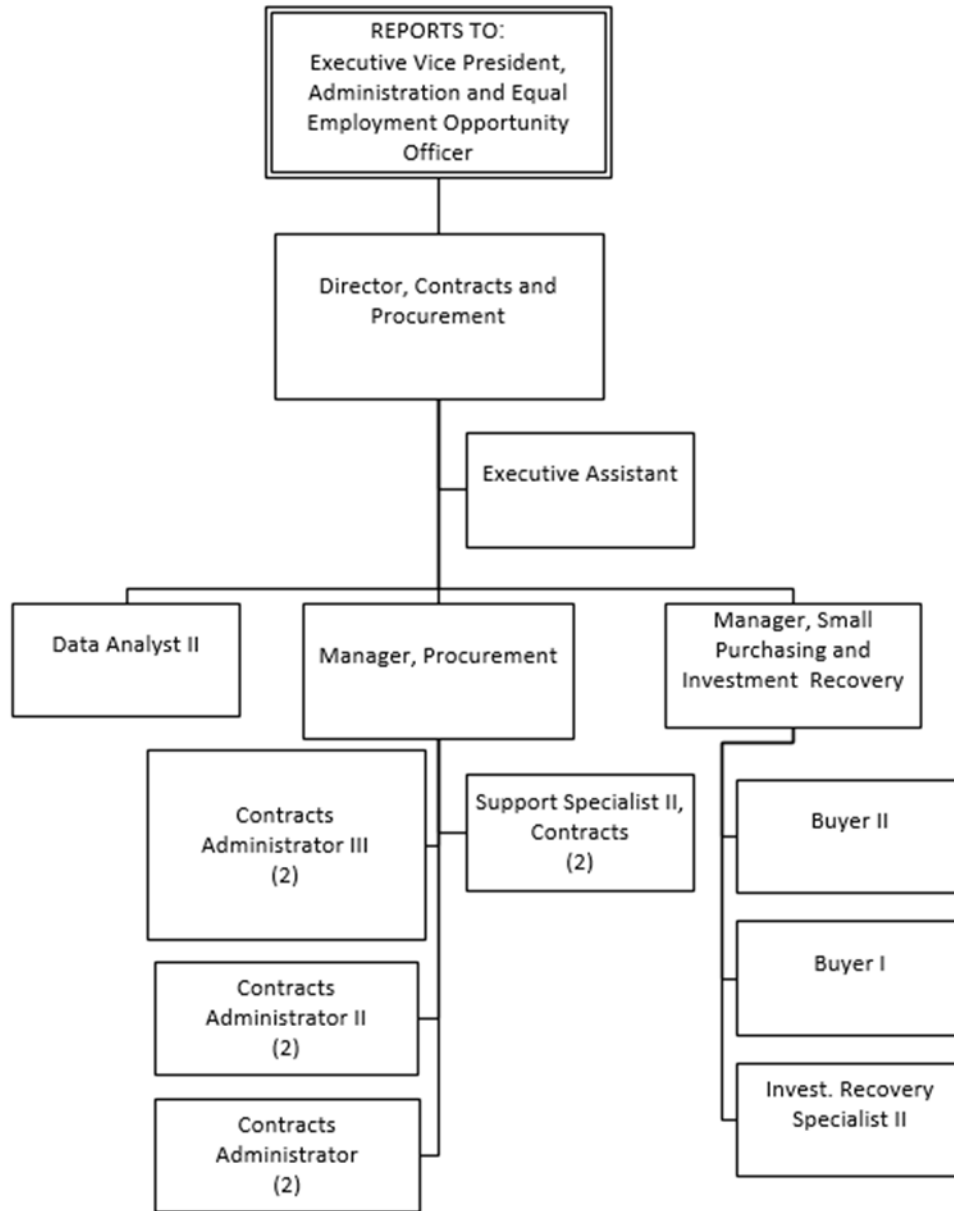 REPORTS TO:
Executive Vice President,
Administration and Equal
Employment Opportunity
Officer
Director, Contracts and
Procurement
Executive Assistant
Data Analyst II
Manager, Procurement
Manager, Small
Purchasing and
Investment Recovery
Contracts
Administrator III
(2)
Support Specialist II,
Contracts
(2)
Buyer II
Contracts
Administrator II
(2)
Buyer I
Contracts
Administrator
(2)
Invest. Recovery
Specialist II